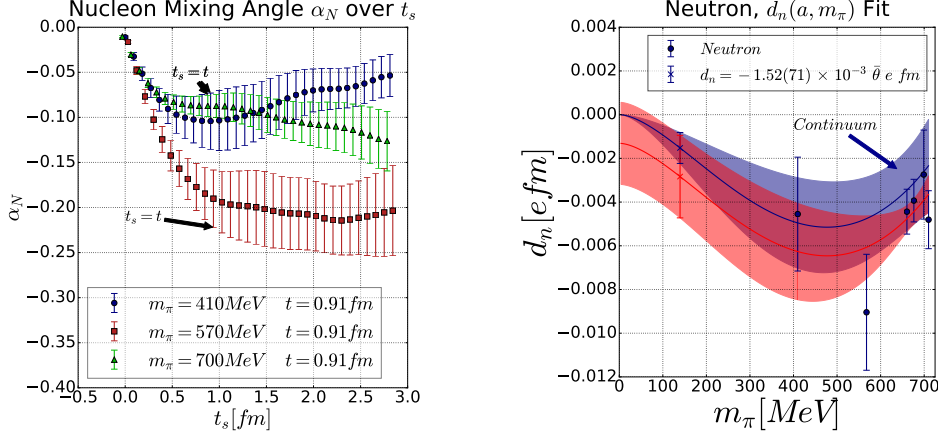 Nucleon Mixing Angle α_N over t_s
0.00
−0.05
−0.10
−0.15
−0.20
−0.25
−0.30
−0.35
−0.40
α_N
t_s = t
t_s = t
m_π = 410MeV t = 0.91fm
m_π = 570MeV t = 0.91fm
m_π = 700MeV t = 0.91fm
−0.5 0.0 0.5 1.0 1.5 2.0 2.5 3.0
t_s[fm]
Neutron, d_n(a, m_π) Fit
0.004
0.002
0.000
−0.002
−0.004
−0.006
−0.008
−0.010
−0.012
d_n[e fm]
Neutron
d_n = −1.52(71) × 10^−3 θ̄ e fm
Continuum
0 100 200 300 400 500 600 700
m_π[MeV]